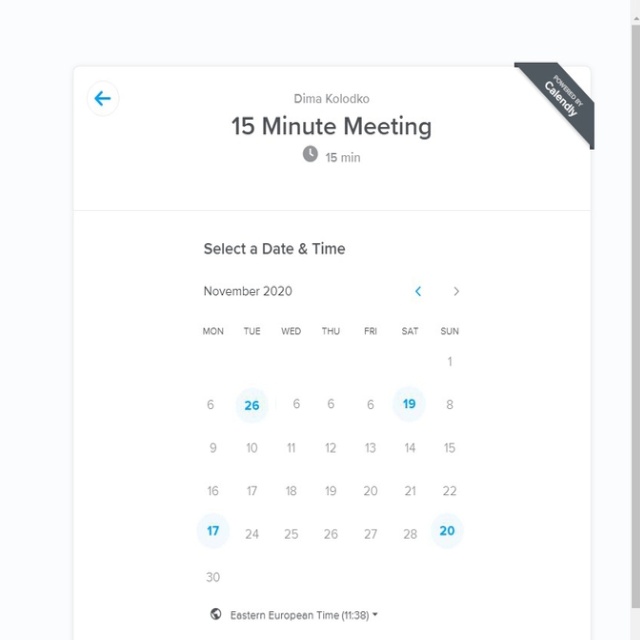 POWERED BY
Calendly
Dima Kolodko
15 Minute Meeting
15 min
Select a Date & Time
November 2020
MON TUE WED THU FRI SAT SUN
1
6 26 6 6 6 19 8
9 10 11 12 13 14 15
16 17 18 19 20 21 22
17 24 25 26 27 28 20
30
Eastern European Time (11:38)